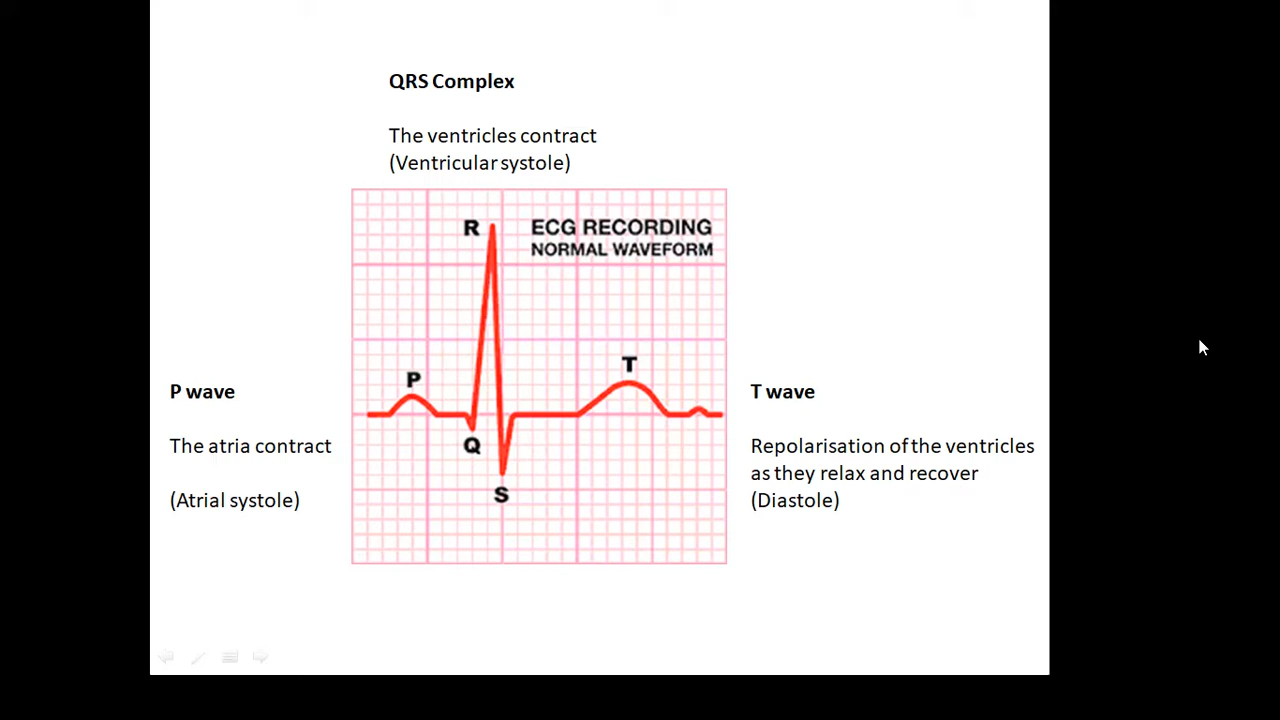 QRS Complex
The ventricles contract
(Ventricular systole)
R
ECG RECORDING
NORMAL WAVEFORM
P
T
Q
S
P wave
The atria contract
(Atrial systole)
T wave
Repolarisation of the ventricles
as they relax and recover
(Diastole)